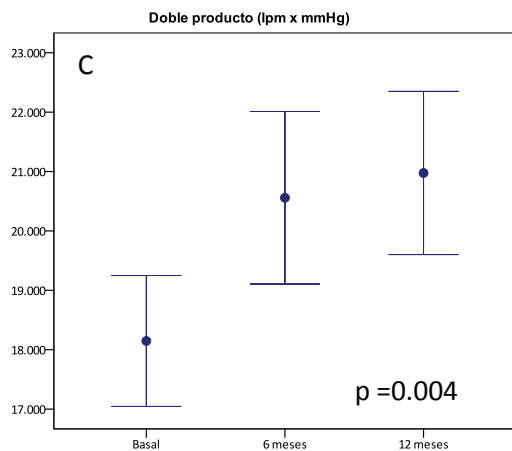 Doble producto (lpm x mmHg)
C
23.000
22.000
21.000
20.000
19.000
18.000
17.000
p =0.004
Basal
6 meses
12 meses